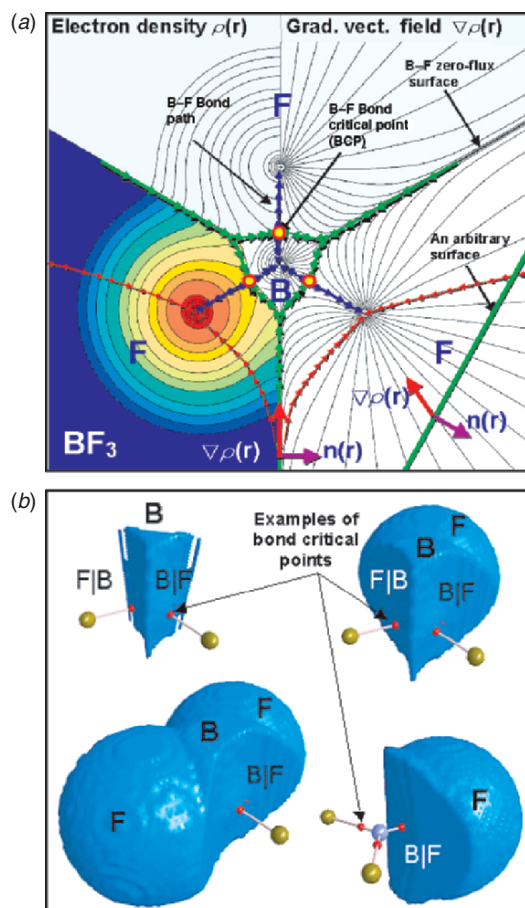 (a)
Electron density ρ(r)
Grad. vect. field ∇ρ(r)
B–F Bond
path
F
B–F Bond
critical point
(BCP)
B–F zero-flux
surface
An arbitrary
surface
B
F
F
∇ρ(r)
n(r)
BF3
∇ρ(r)
n(r)
(b)
B
Examples of
bond critical
points
F|B
B|F
F
B
F|B
B|F
F
B
B|F
F
F
B|F